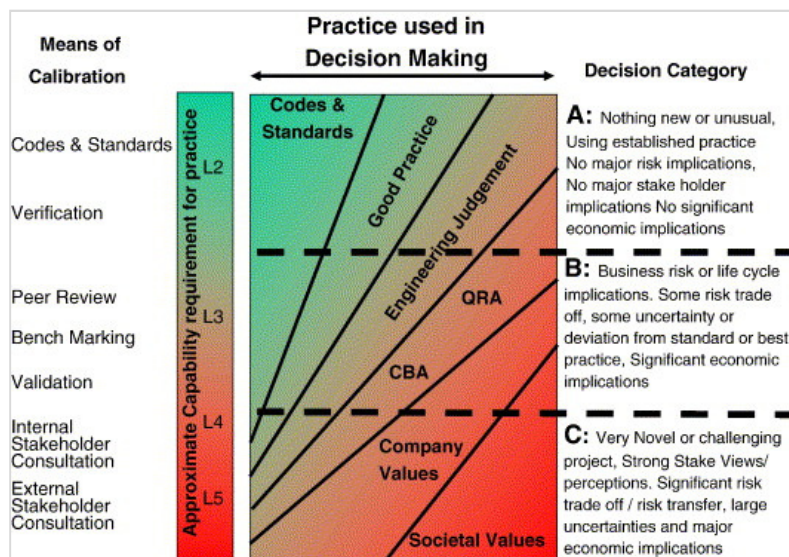 Means of
Calibration
Practice used in
Decision Making
Decision Category
Codes & Standards
Verification
Peer Review
Bench Marking
Validation
Internal
Stakeholder
Consultation
External
Stakeholder
Consultation
Approximate Capability requirement for practice
L2
L3
L4
L5
Codes &
Standards
Good Practice
Engineering Judgement
QRA
CBA
Company
Values
Societal Values
A: Nothing new or unusual,
Using established practice
No major risk implications,
No major stake holder
implications No significant
economic implications
B: Business risk or life cycle
implications. Some risk trade
off, some uncertainty or
deviation from standard or best
practice, Significant economic
implications
C: Very Novel or challenging
project, Strong Stake Views/
perceptions. Significant risk
trade off / risk transfer, large
uncertainties and major
economic implications